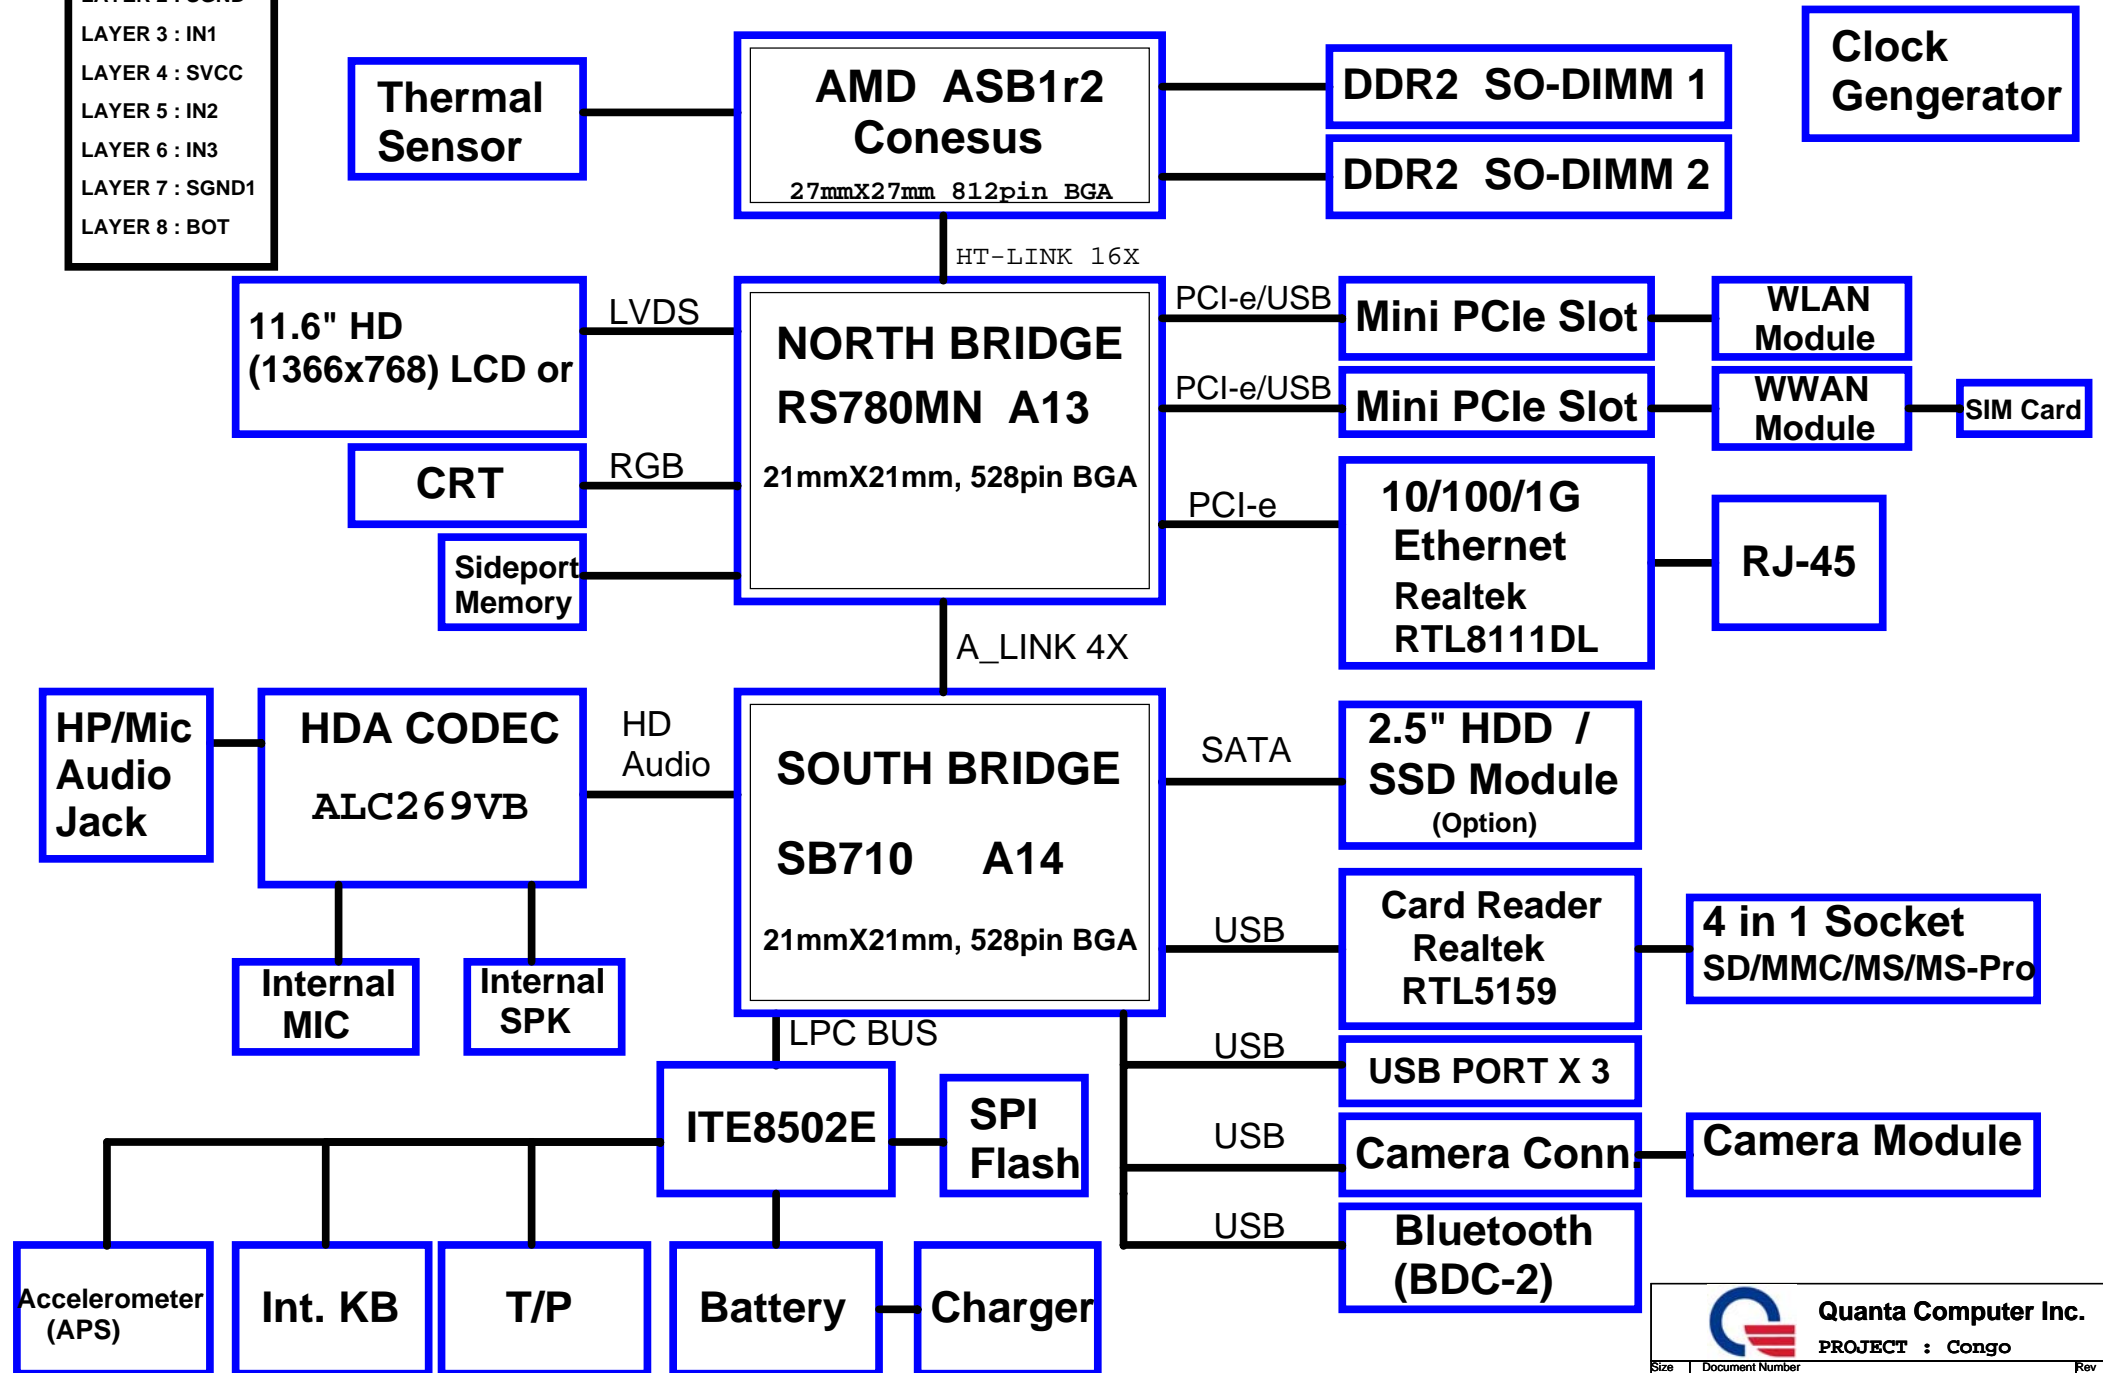 LAYER 3 : IN1
LAYER 4 : SVCC
LAYER 5 : IN2
LAYER 6 : IN3
LAYER 7 : SGND1
LAYER 8 : BOT
Thermal
Sensor
AMD ASB1r2
Conesus
27mmX27mm 812pin BGA
DDR2 SO-DIMM 1
DDR2 SO-DIMM 2
Clock
Gengerator
HT-LINK 16X
11.6" HD
(1366x768) LCD or
LVDS
CRT
RGB
Sideport
Memory
NORTH BRIDGE
RS780MN A13
21mmX21mm, 528pin BGA
PCI-e/USB
Mini PCIe Slot
WLAN
Module
PCI-e/USB
Mini PCIe Slot
WWAN
Module
SIM Card
PCI-e
10/100/1G
Ethernet
Realtek
RTL8111DL
RJ-45
A_LINK 4X
HP/Mic
Audio
Jack
HDA CODEC
ALC269VB
HD
Audio
Internal
MIC
Internal
SPK
SOUTH BRIDGE
SB710 A14
21mmX21mm, 528pin BGA
SATA
2.5" HDD /
SSD Module
(Option)
USB
Card Reader
Realtek
RTL5159
4 in 1 Socket
SD/MMC/MS/MS-Pro
LPC BUS
USB
USB PORT X 3
ITE8502E
SPI
Flash
USB
Camera Conn.
Camera Module
USB
Bluetooth
(BDC-2)
Accelerometer
(APS)
Int. KB
T/P
Battery
Charger
Quanta Computer Inc.
PROJECT : Congo
Size
Document Number
Rev